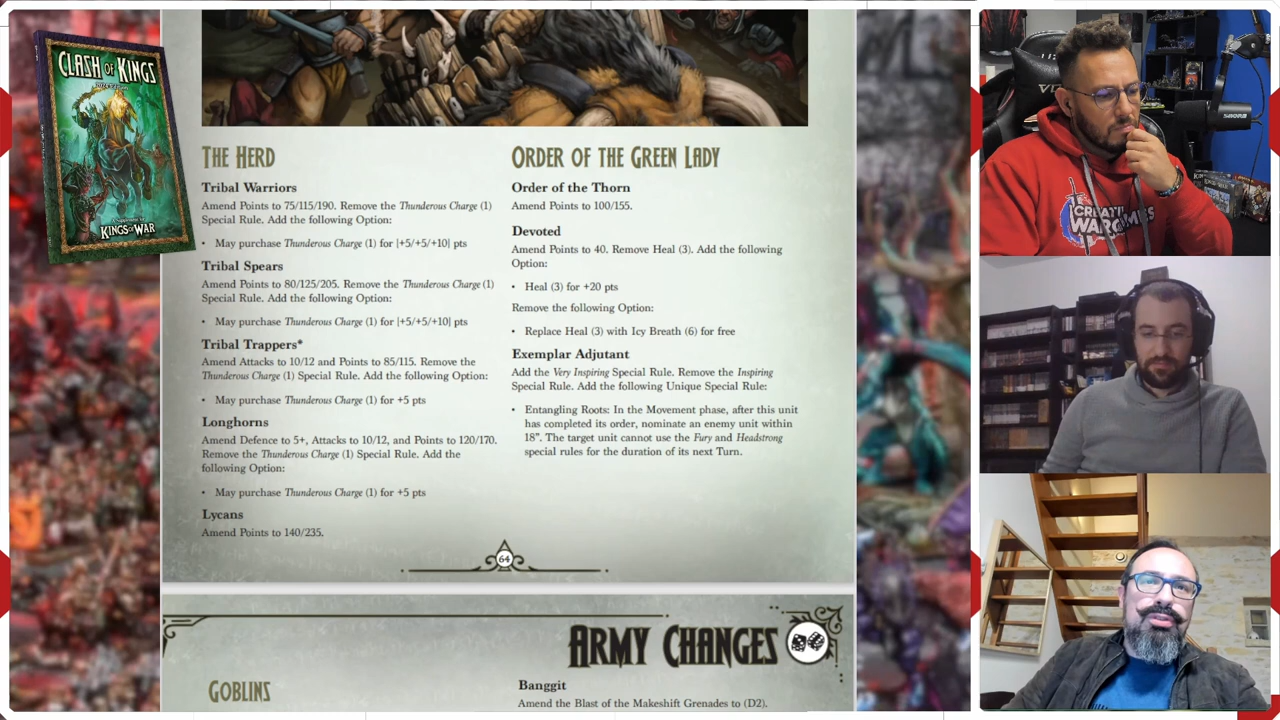 CLASH OF KINGS
A Supplement for
KINGS OF WAR
THE HERD
Tribal Warriors
Amend Points to 75/115/190. Remove the Thunderous Charge (1)
Special Rule. Add the following Option:
• May purchase Thunderous Charge (1) for |+5/+5/+10| pts
Tribal Spears
Amend Points to 80/125/205. Remove the Thunderous Charge (1)
Special Rule. Add the following Option:
• May purchase Thunderous Charge (1) for |+5/+5/+10| pts
Tribal Trappers*
Amend Attacks to 10/12 and Points to 85/115. Remove the
Thunderous Charge (1) Special Rule. Add the following Option:
• May purchase Thunderous Charge (1) for +5 pts
Longhorns
Amend Defence to 5+, Attacks to 10/12, and Points to 120/170.
Remove the Thunderous Charge (1) Special Rule. Add the
following Option:
• May purchase Thunderous Charge (1) for +5 pts
Lycans
Amend Points to 140/235.
ORDER OF THE GREEN LADY
Order of the Thorn
Amend Points to 100/155.
Devoted
Amend Points to 40. Remove Heal (3). Add the following
Option:
• Heal (3) for +20 pts
Remove the following Option:
• Replace Heal (3) with Icy Breath (6) for free
Exemplar Adjutant
Add the Very Inspiring Special Rule. Remove the Inspiring
Special Rule. Add the following Unique Special Rule:
• Entangling Roots: In the Movement phase, after this unit
has completed its order, nominate an enemy unit within
18". The target unit cannot use the Fury and Headstrong
special rules for the duration of its next Turn.
64
ARMY CHANGES
GOBLINS
Banggit
Amend the Blast of the Makeshift Grenades to (D2).
WARGAMES